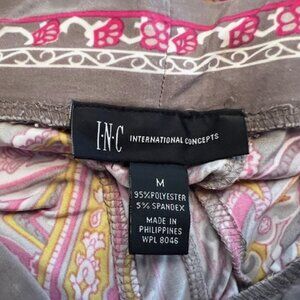 I·N·C INTERNATIONAL CONCEPTS
M
95% POLYESTER
5% SPANDEX
MADE IN
PHILIPPINES
WPL 8046